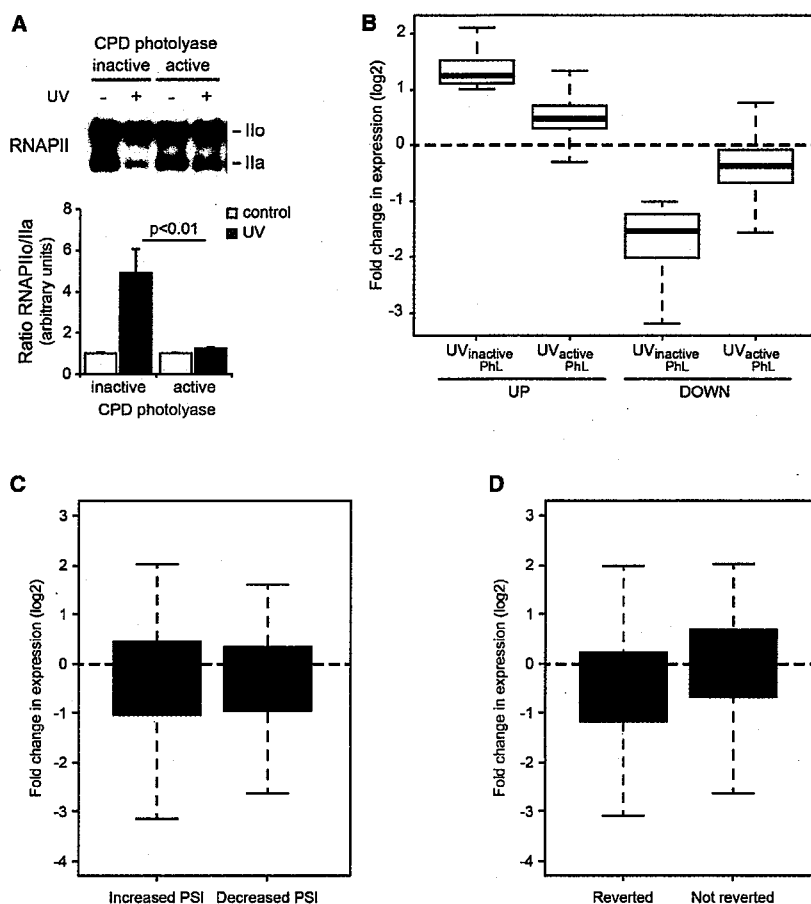 A
CPD photolyase
inactive active
UV - + - +
RNAPII
IIo
IIa
Ratio RNAPIIo/IIa
(arbitrary units)
8
6
4
2
0
control
UV
p<0.01
inactive active
CPD photolyase
B
Fold change in expression (log2)
2
1
0
-1
-2
-3
UVinactive PhL UVactive PhL UVinactive PhL UVactive PhL
UP DOWN
C
Fold change in expression (log2)
3
2
1
0
-1
-2
-3
-4
Increased PSI Decreased PSI
D
Fold change in expression (log2)
3
2
1
0
-1
-2
-3
-4
Reverted Not reverted